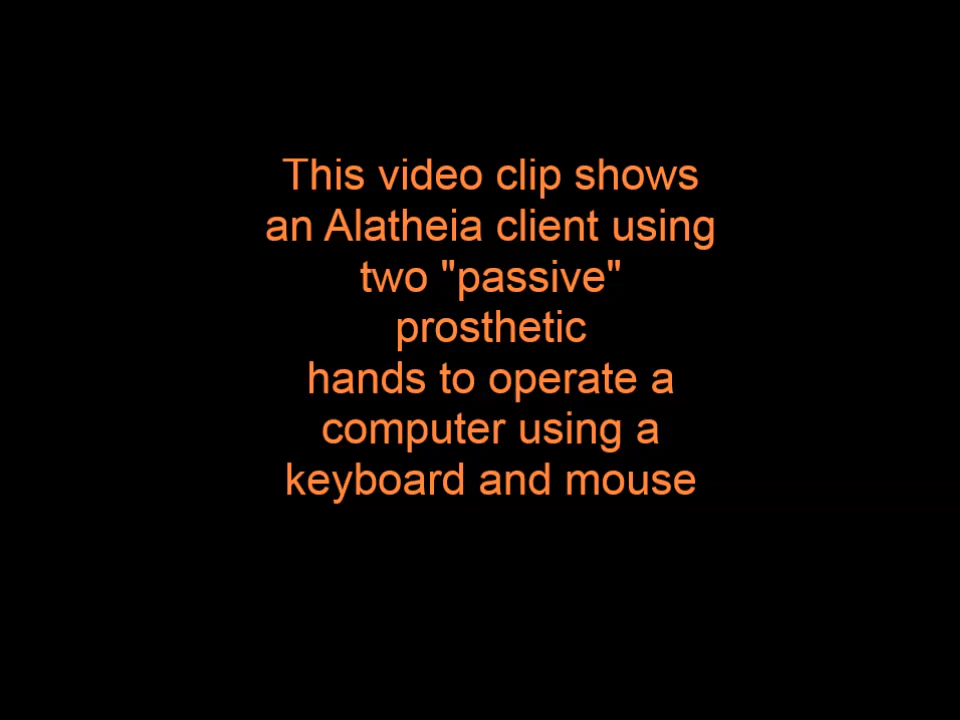 This video clip shows
an Alatheia client using
two "passive"
prosthetic
hands to operate a
computer using a
keyboard and mouse